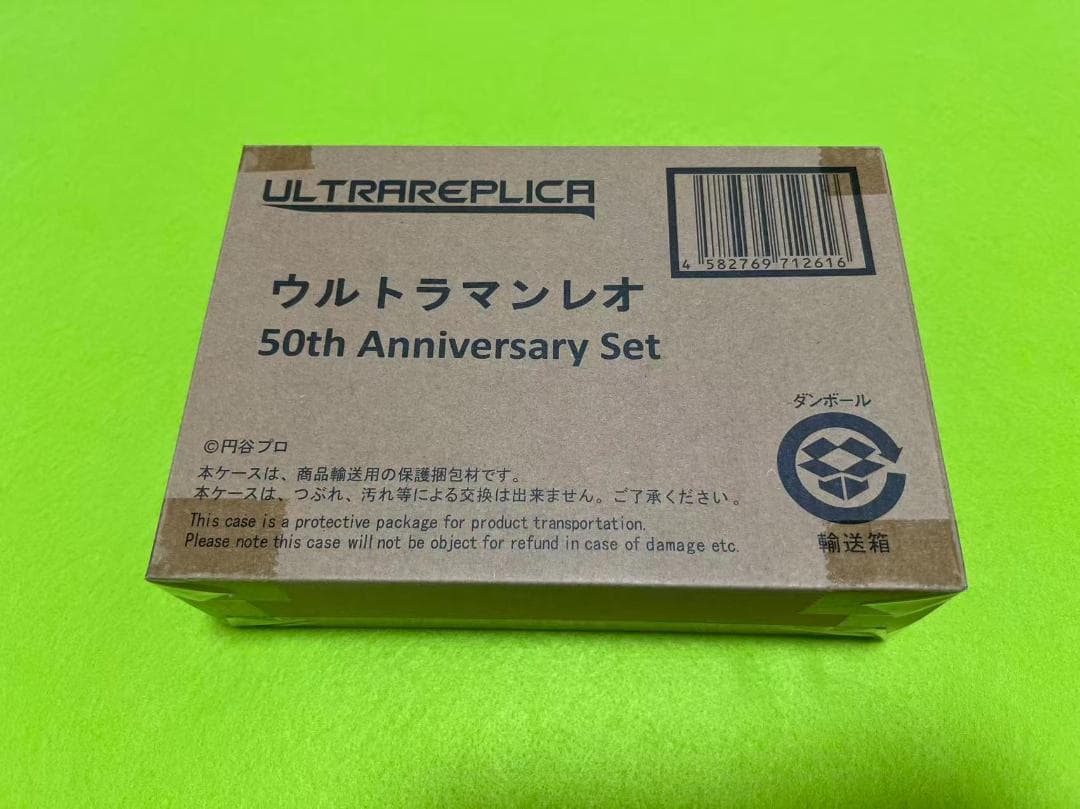 ULTRAREPLICA
4 582769 712616
ウルトラマンレオ
50th Anniversary Set
ダンボール
輸送箱
©円谷プロ
本ケースは、商品輸送用の保護梱包材です。
本ケースは、つぶれ、汚れ等による交換は出来ません。ご了承ください。
This case is a protective package for product transportation.
Please note this case will not be object for refund in case of damage etc.